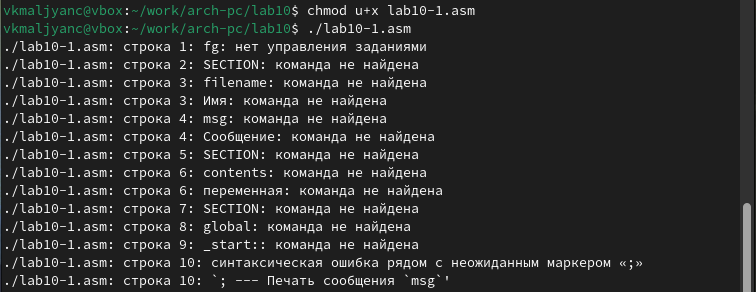 vkmaljyanc@vbox:~/work/arch-pc/lab10$ chmod u+x lab10-1.asm
vkmaljyanc@vbox:~/work/arch-pc/lab10$ ./lab10-1.asm
./lab10-1.asm: строка 1: fg: нет управления заданиями
./lab10-1.asm: строка 2: SECTION: команда не найдена
./lab10-1.asm: строка 3: filename: команда не найдена
./lab10-1.asm: строка 3: Имя: команда не найдена
./lab10-1.asm: строка 4: msg: команда не найдена
./lab10-1.asm: строка 4: Сообщение: команда не найдена
./lab10-1.asm: строка 5: SECTION: команда не найдена
./lab10-1.asm: строка 6: contents: команда не найдена
./lab10-1.asm: строка 6: переменная: команда не найдена
./lab10-1.asm: строка 7: SECTION: команда не найдена
./lab10-1.asm: строка 8: global: команда не найдена
./lab10-1.asm: строка 9: _start:: команда не найдена
./lab10-1.asm: строка 10: синтаксическая ошибка рядом с неожиданным маркером «;»
./lab10-1.asm: строка 10: `; --- Печать сообщения `msg`'